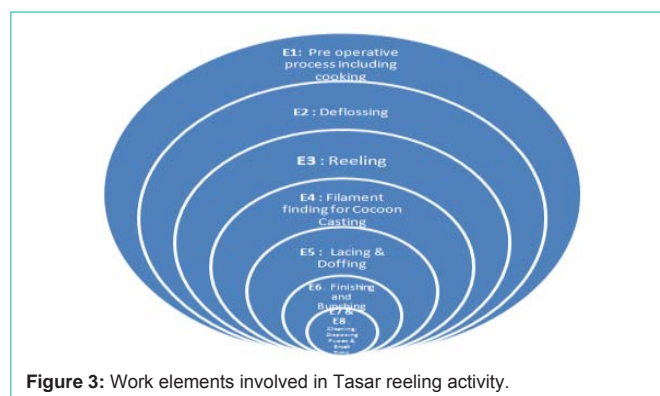 E1: Pre operative
process Including
cooking
E2 : Deflossing
E3 : Reeling
E4 : Filament
finding for Cocoon
Casting
E5 : Lacing &
Doffing
E6 : Finishing
and
Bunching
E7 &
E8
Cleaning,
&
Figure 3: Work elements involved in Tasar reeling activity.